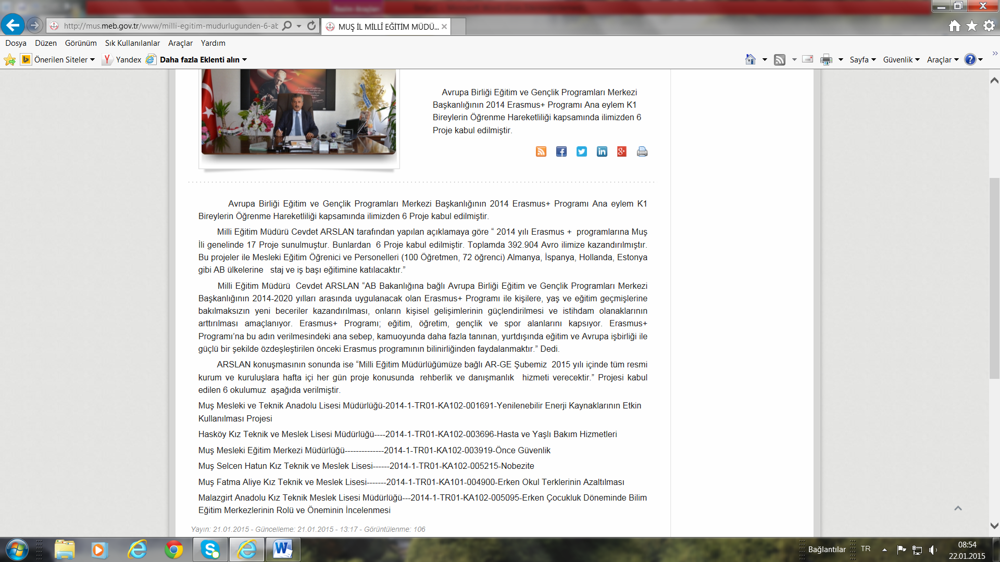 http://mus.meb.gov.tr/www/milli-egitim-mudurlugunden-6-ab
MUŞ İL MİLLÎ EĞİTİM MÜDÜ...
Dosya Düzen Görünüm Sık Kullanılanlar Araçlar Yardım
Önerilen Siteler Yandex Daha fazla Eklenti alın
Sayfa Güvenlik Araçlar
Avrupa Birliği Eğitim ve Gençlik Programları Merkezi
Başkanlığının 2014 Erasmus+ Programı Ana eylem K1
Bireylerin Öğrenme Hareketliliği kapsamında ilimizden 6
Proje kabul edilmiştir.
Avrupa Birliği Eğitim ve Gençlik Programları Merkezi Başkanlığının 2014 Erasmus+ Programı Ana eylem K1
Bireylerin Öğrenme Hareketliliği kapsamında ilimizden 6 Proje kabul edilmiştir.
Milli Eğitim Müdürü Cevdet ARSLAN tarafından yapılan açıklamaya göre “ 2014 yılı Erasmus + programlarına Muş
İli genelinde 17 Proje sunulmuştur. Bunlardan 6 Proje kabul edilmiştir. Toplamda 392.904 Avro ilimize kazandırılmıştır.
Bu projeler ile Mesleki Eğitim Öğrenici ve Personelleri (100 Öğretmen, 72 öğrenci) Almanya, İspanya, Hollanda, Estonya
gibi AB ülkelerine staj ve iş başı eğitimine katılacaktır.”
Milli Eğitim Müdürü Cevdet ARSLAN “AB Bakanlığına bağlı Avrupa Birliği Eğitim ve Gençlik Programları Merkezi
Başkanlığının 2014-2020 yılları arasında uygulanacak olan Erasmus+ Programı ile kişilere, yaş ve eğitim geçmişlerine
bakılmaksızın yeni beceriler kazandırılması, onların kişisel gelişimlerinin güçlendirilmesi ve istihdam olanaklarının
arttırılması amaçlanıyor. Erasmus+ Programı; eğitim, öğretim, gençlik ve spor alanlarını kapsıyor. Erasmus+
Programı’na bu adın verilmesindeki ana sebep, kamuoyunda daha fazla tanınan, yurtdışında eğitim ve Avrupa işbirliği ile
güçlü bir şekilde özdeşleştirilen önceki Erasmus programının bilinirliğinden faydalanmaktır.” Dedi.
ARSLAN konuşmasının sonunda ise “Milli Eğitim Müdürlüğümüze bağlı AR-GE Şubemiz 2015 yılı içinde tüm resmi
kurum ve kuruluşlara hafta içi her gün proje konusunda rehberlik ve danışmanlık hizmeti verecektir.” Projesi kabul
edilen 6 okulumuz aşağıda verilmiştir.
Muş Mesleki ve Teknik Anadolu Lisesi Müdürlüğü-2014-1-TR01-KA102-001691-Yenilenebilir Enerji Kaynaklarının Etkin
Kullanılması Projesi
Hasköy Kız Teknik ve Meslek Lisesi Müdürlüğü----2014-1-TR01-KA102-003696-Hasta ve Yaşlı Bakım Hizmetleri
Muş Mesleki Eğitim Merkezi Müdürlüğü--------------2014-1-TR01-KA102-003919-Önce Güvenlik
Muş Selcen Hatun Kız Teknik ve Meslek Lisesi------2014-1-TR01-KA102-005215-Nobezite
Muş Fatma Aliye Kız Teknik ve Meslek Lisesi-------2014-1-TR01-KA101-004900-Erken Okul Terklerinin Azaltılması
Malazgirt Anadolu Kız Teknik Meslek Lisesi Müdürlüğü---2014-1-TR01-KA102-005095-Erken Çocukluk Döneminde Bilim
Eğitim Merkezlerinin Rolü ve Öneminin İncelenmesi
Yayın: 21.01.2015 - Güncelleme: 21.01.2015 - 13:17 - Görüntülenme: 106
Bağlantılar TR 08:54
22.01.2015